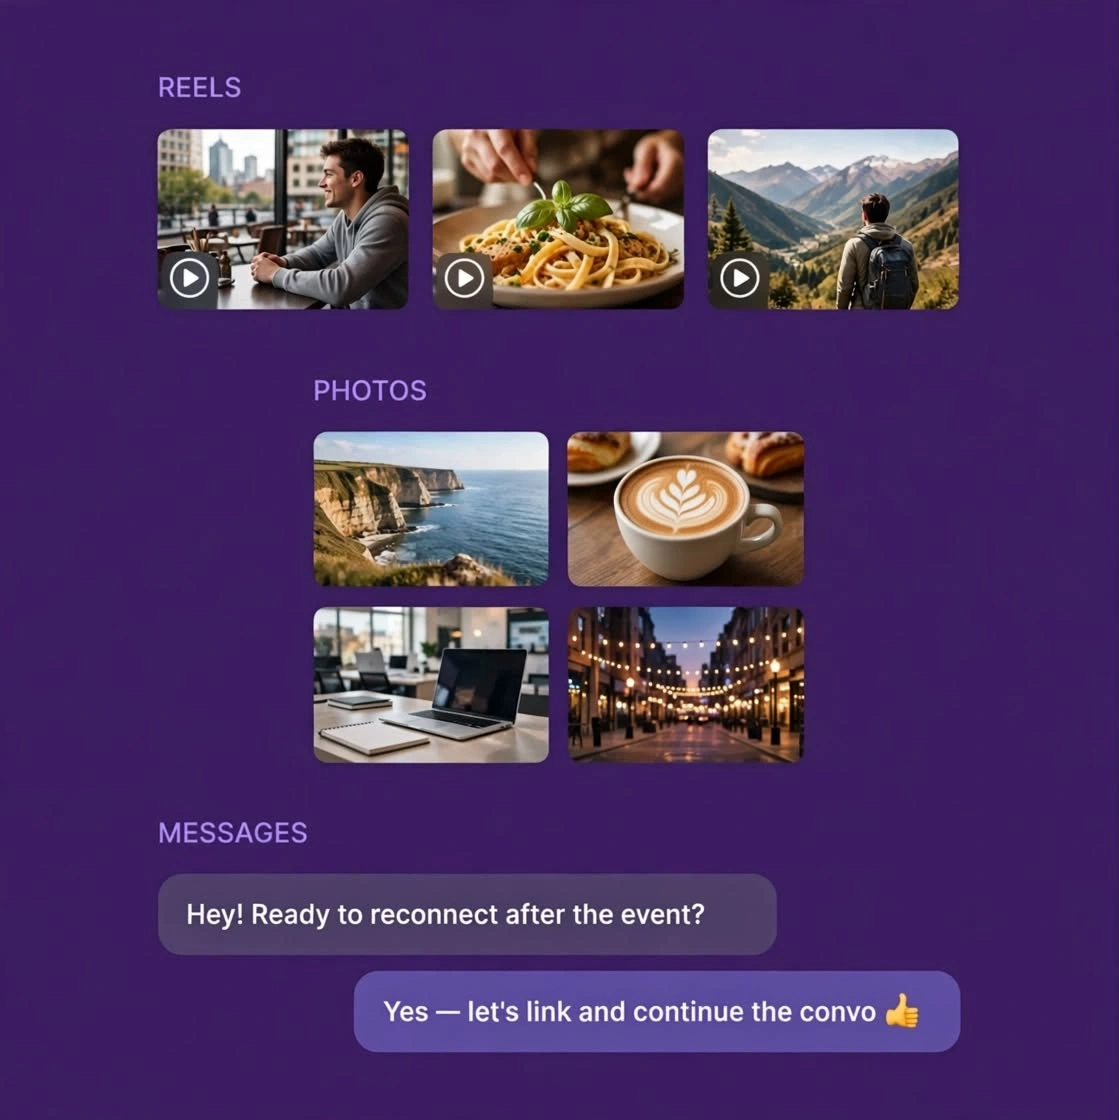 REELS
PHOTOS
MESSAGES
Hey! Ready to reconnect after the event?
Yes — let's link and continue the convo 👍